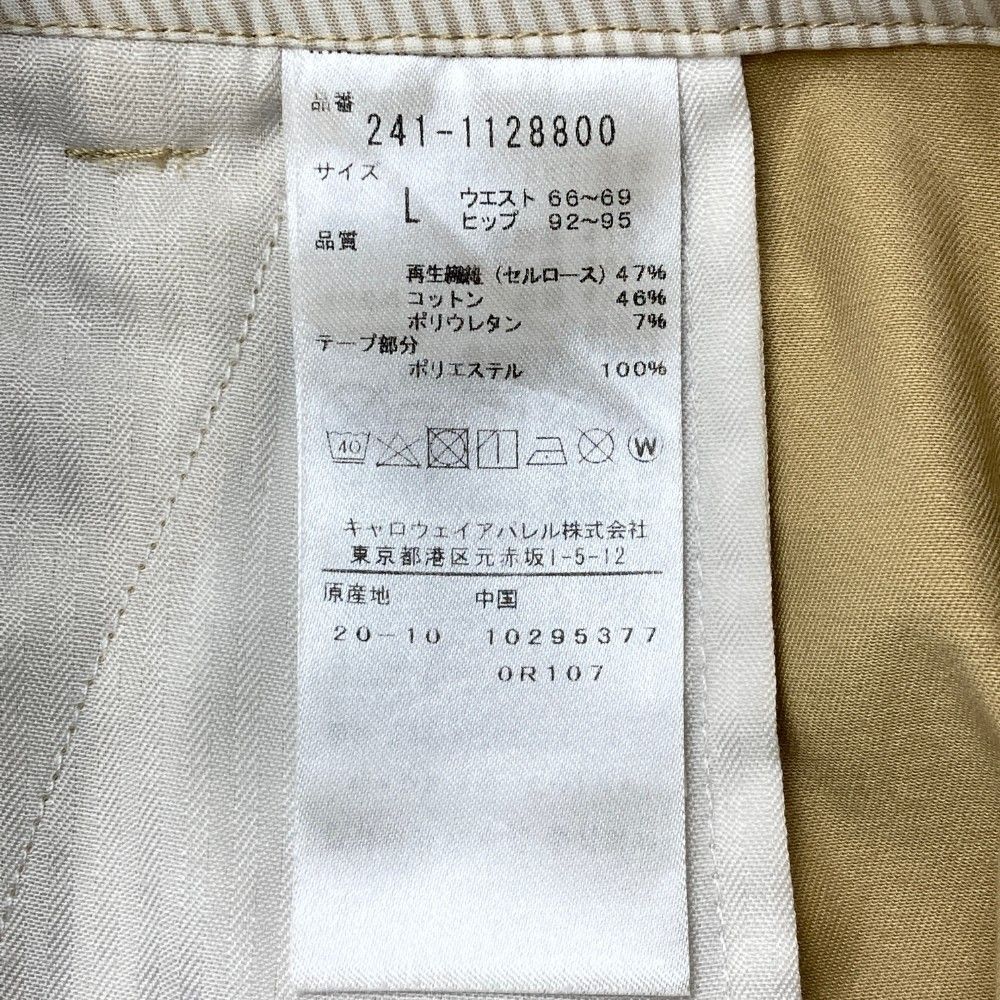 品番
241-1128800
サイズ
L ウエスト 66~69
ヒップ 92~95
品質
再生繊維 (セルロース) 47%
コットン 46%
ポリウレタン 7%
テープ部分
ポリエステル 100%
40 W
キャロウェイアパレル株式会社
東京都港区元赤坂1-5-12
原産地 中国
20-10 10295377
0R107